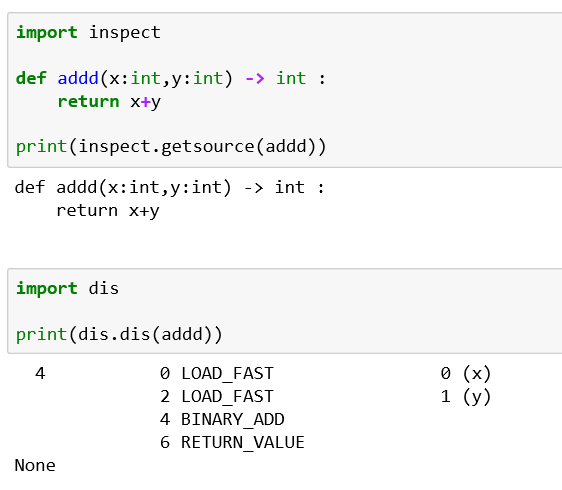 import inspect
def addd(x:int,y:int) -> int :
    return x+y
print(inspect.getsource(addd))
def addd(x:int,y:int) -> int :
    return x+y
import dis
print(dis.dis(addd))
  4           0 LOAD_FAST                0 (x)
              2 LOAD_FAST                1 (y)
              4 BINARY_ADD
              6 RETURN_VALUE
None